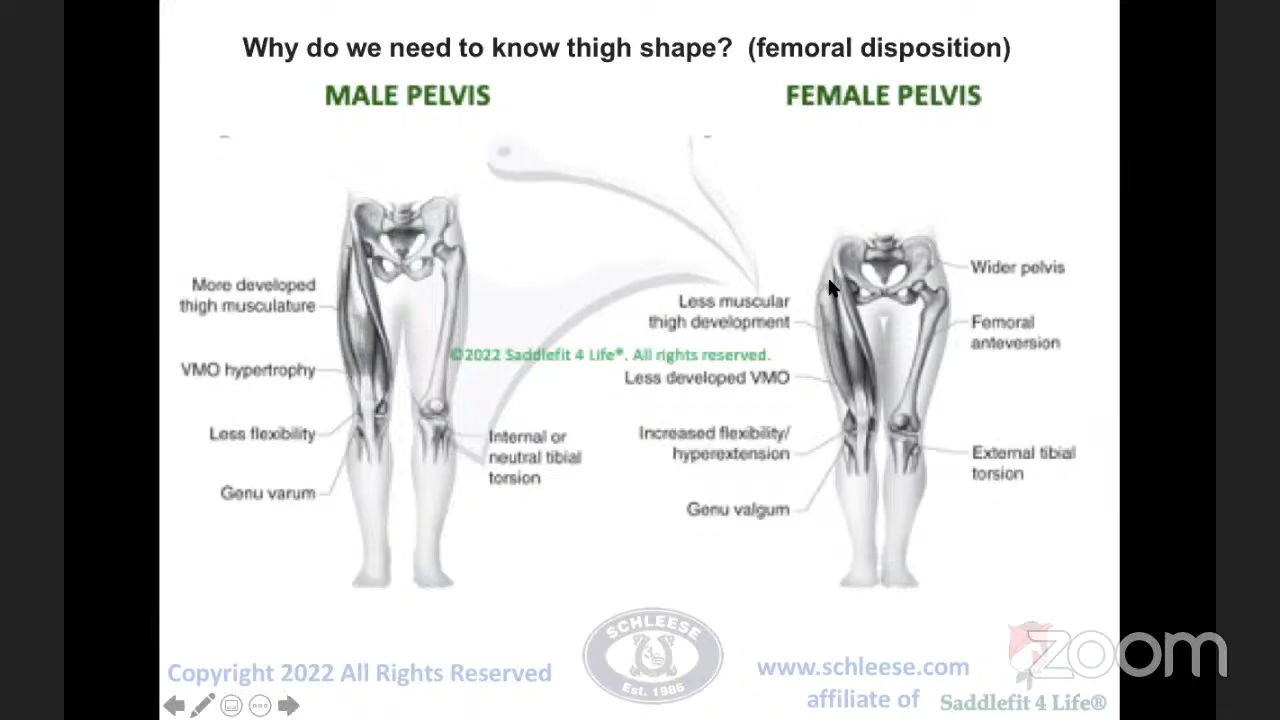 Why do we need to know thigh shape?  (femoral disposition)
MALE PELVIS
FEMALE PELVIS
More developed
thigh musculature
VMO hypertrophy
Less flexibility
Genu varum
Internal or
neutral tibial
torsion
©2022 Saddlefit 4 Life®. All rights reserved.
Less muscular
thigh development
Less developed VMO
Increased flexibility/
hyperextension
Genu valgum
Wider pelvis
Femoral
anteversion
External tibial
torsion
Copyright 2022 All Rights Reserved
SCHLEESE
Est. 1986
www.schleese.com
affiliate of
Saddlefit 4 Life®
zoom